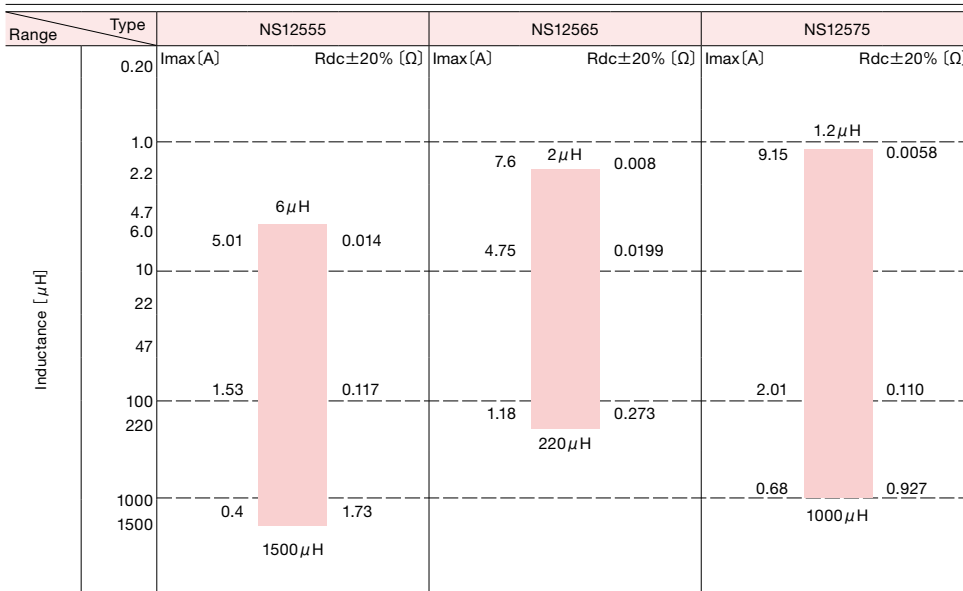 Range Type NS12555 NS12565 NS12575
0.20 Imax〔A〕 Rdc±20%〔Ω〕 Imax〔A〕 Rdc±20%〔Ω〕 Imax〔A〕 Rdc±20%〔Ω〕
1.2μH
1.0
7.6 2μH 0.008 9.15 0.0058
2.2
4.7 6μH
6.0
5.01 0.014 4.75 0.0199
10
Inductance [μH]
22
47
1.53 0.117 2.01 0.110
100
1.18 0.273
220
220μH
0.68 0.927
1000
0.4 1.73 1000μH
1500
1500μH